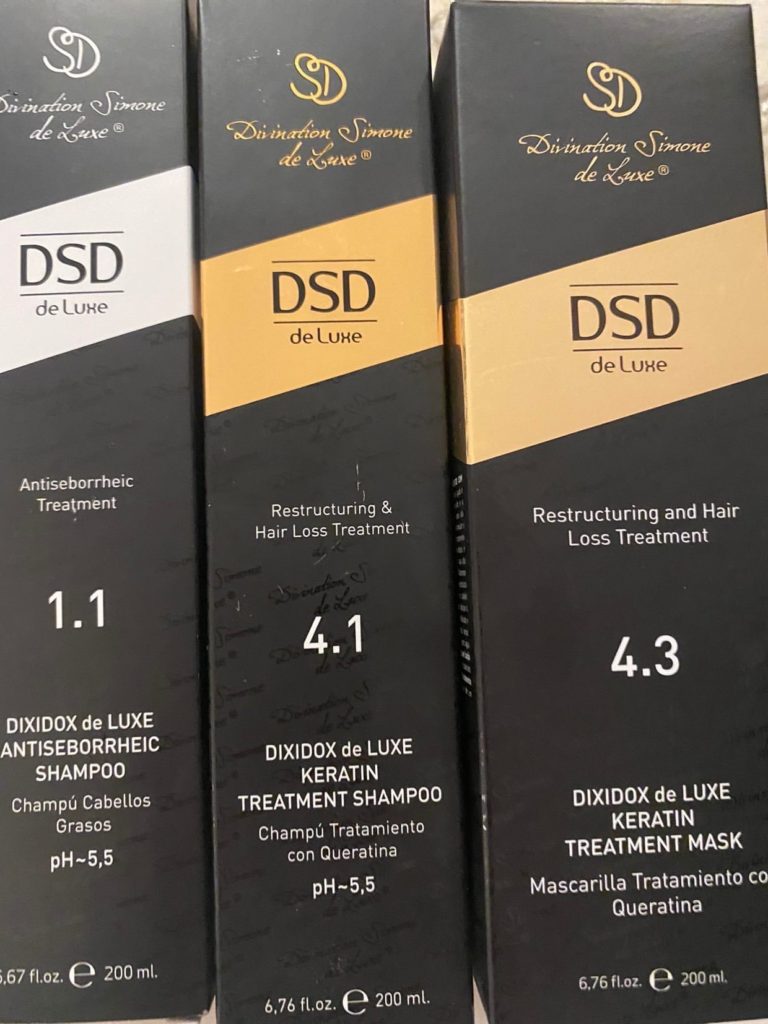 SD
Divination Simone
de Luxe®
DSD
de Luxe
Antiseborrheic
Treatment
1.1
DIXIDOX de LUXE
ANTISEBORRHEIC
SHAMPOO
Champú Cabellos
Grasos
pH~5,5
6,67 fl.oz. e 200 ml.
SD
Divination Simone
de Luxe®
DSD
de Luxe
Restructuring &
Hair Loss Treatment
4.1
DIXIDOX de LUXE
KERATIN
TREATMENT SHAMPOO
Champú Tratamiento
con Queratina
pH~5,5
6,76 fl.oz. e 200 ml.
SD
Divination Simone
de Luxe®
DSD
de Luxe
Restructuring and Hair
Loss Treatment
4.3
DIXIDOX de LUXE
KERATIN
TREATMENT MASK
Mascarilla Tratamiento co
Queratina
6,76 fl.oz. e 200 ml.